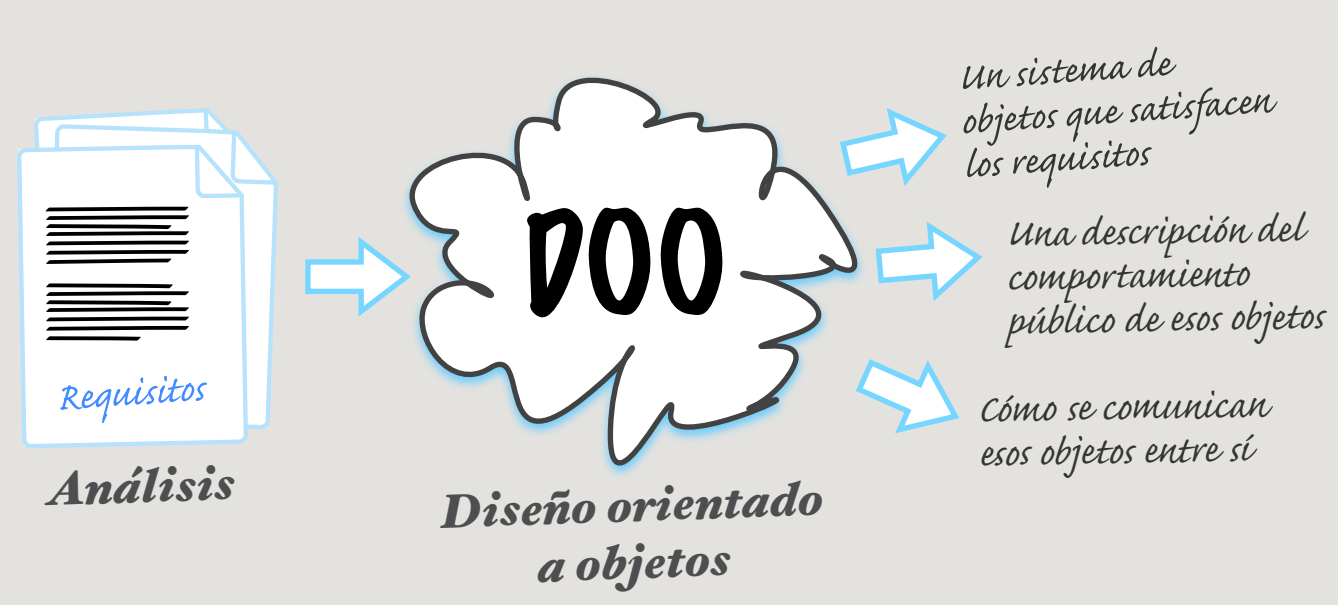 Requisitos
Análisis
DOO
Diseño orientado
a objetos
Un sistema de
objetos que satisfacen
los requisitos
Una descripción del
comportamiento
público de esos objetos
Cómo se comunican
esos objetos entre sí